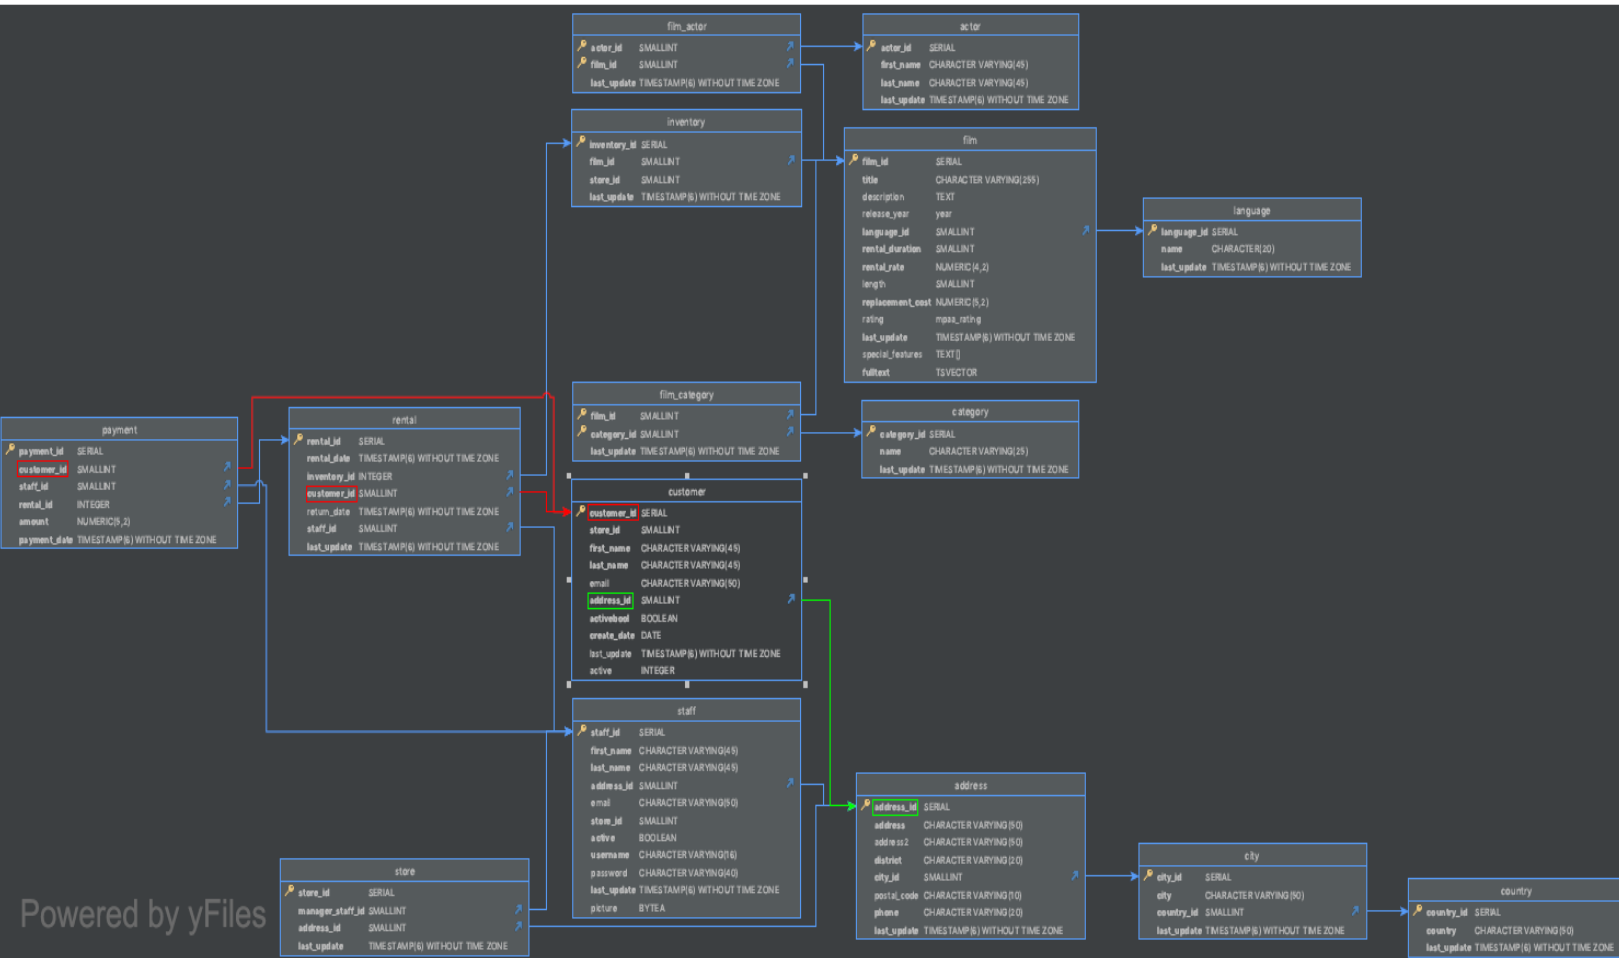 film_actor
actor_id SMALLINT
film_id SMALLINT
last_update TIMESTAMP(6) WITHOUT TIME ZONE
actor
actor_id SERIAL
first_name CHARACTER VARYING(45)
last_name CHARACTER VARYING(45)
last_update TIMESTAMP(6) WITHOUT TIME ZONE
inventory
inventory_id SERIAL
film_id SMALLINT
store_id SMALLINT
last_update TIMESTAMP(6) WITHOUT TIME ZONE
film
film_id SERIAL
title CHARACTER VARYING(255)
description TEXT
release_year year
language_id SMALLINT
rental_duration SMALLINT
rental_rate NUMERIC(4,2)
length SMALLINT
replacement_cost NUMERIC(5,2)
rating mpaa_rating
last_update TIMESTAMP(6) WITHOUT TIME ZONE
special_features TEXT[]
fulltext TSVECTOR
language
language_id SERIAL
name CHARACTER(20)
last_update TIMESTAMP(6) WITHOUT TIME ZONE
film_category
film_id SMALLINT
category_id SMALLINT
last_update TIMESTAMP(6) WITHOUT TIME ZONE
category
category_id SERIAL
name CHARACTER VARYING(25)
last_update TIMESTAMP(6) WITHOUT TIME ZONE
payment
payment_id SERIAL
customer_id SMALLINT
staff_id SMALLINT
rental_id INTEGER
amount NUMERIC(5,2)
payment_date TIMESTAMP(6) WITHOUT TIME ZONE
rental
rental_id SERIAL
rental_date TIMESTAMP(6) WITHOUT TIME ZONE
inventory_id INTEGER
customer_id SMALLINT
return_date TIMESTAMP(6) WITHOUT TIME ZONE
staff_id SMALLINT
last_update TIMESTAMP(6) WITHOUT TIME ZONE
customer
customer_id SERIAL
store_id SMALLINT
first_name CHARACTER VARYING(45)
last_name CHARACTER VARYING(45)
email CHARACTER VARYING(50)
address_id SMALLINT
activebool BOOLEAN
create_date DATE
last_update TIMESTAMP(6) WITHOUT TIME ZONE
active INTEGER
staff
staff_id SERIAL
first_name CHARACTER VARYING(45)
last_name CHARACTER VARYING(45)
address_id SMALLINT
email CHARACTER VARYING(50)
store_id SMALLINT
active BOOLEAN
username CHARACTER VARYING(16)
password CHARACTER VARYING(40)
last_update TIMESTAMP(6) WITHOUT TIME ZONE
picture BYTEA
address
address_id SERIAL
address CHARACTER VARYING(50)
address2 CHARACTER VARYING(50)
district CHARACTER VARYING(20)
city_id SMALLINT
postal_code CHARACTER VARYING(10)
phone CHARACTER VARYING(20)
last_update TIMESTAMP(6) WITHOUT TIME ZONE
city
city_id SERIAL
city CHARACTER VARYING(50)
country_id SMALLINT
last_update TIMESTAMP(6) WITHOUT TIME ZONE
country
country_id SERIAL
country CHARACTER VARYING(50)
last_update TIMESTAMP(6) WITHOUT TIME ZONE
store
store_id SERIAL
manager_staff_id SMALLINT
address_id SMALLINT
last_update TIMESTAMP(6) WITHOUT TIME ZONE
Powered by yFiles